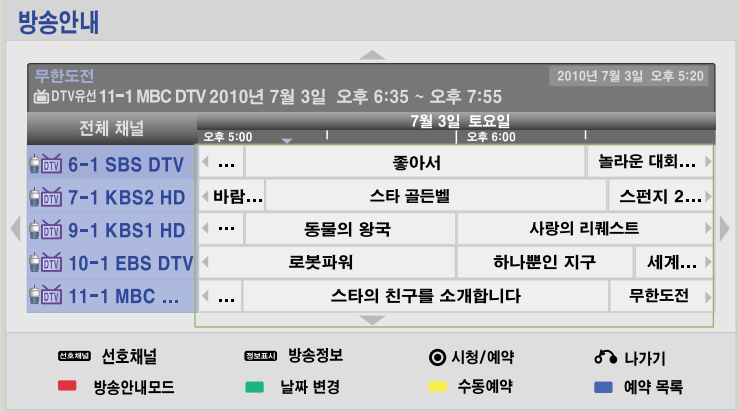 방송안내
무한도전
2010년 7월 3일 오후 5:20
DTV유선 11-1 MBC DTV 2010년 7월 3일 오후 6:35 ~ 오후 7:55
전체 채널
7월 3일 토요일
오후 5:00 오후 6:00
DTV 6-1 SBS DTV ... 좋아서 놀라운 대회...
DTV 7-1 KBS2 HD 바람... 스타 골든벨 스펀지 2...
DTV 9-1 KBS1 HD ... 동물의 왕국 사랑의 리퀘스트
DTV 10-1 EBS DTV 로봇파워 하나뿐인 지구 세계...
DTV 11-1 MBC ... ... 스타의 친구를 소개합니다 무한도전
선호채널 선호채널 정보표시 방송정보 시청/예약 나가기
방송안내모드 날짜 변경 수동예약 예약 목록